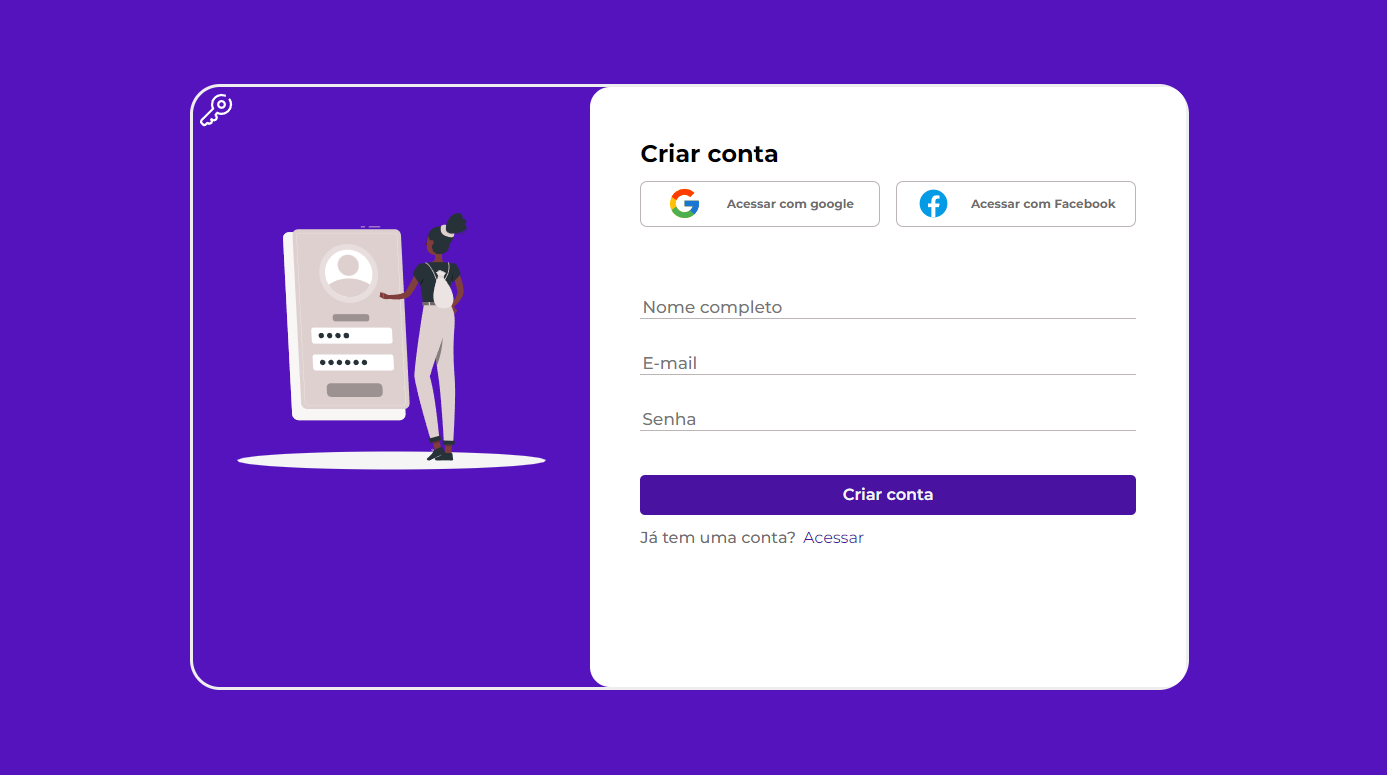 Criar conta
Acessar com google
Acessar com Facebook
Nome completo
E-mail
Senha
Criar conta
Já tem uma conta? Acessar